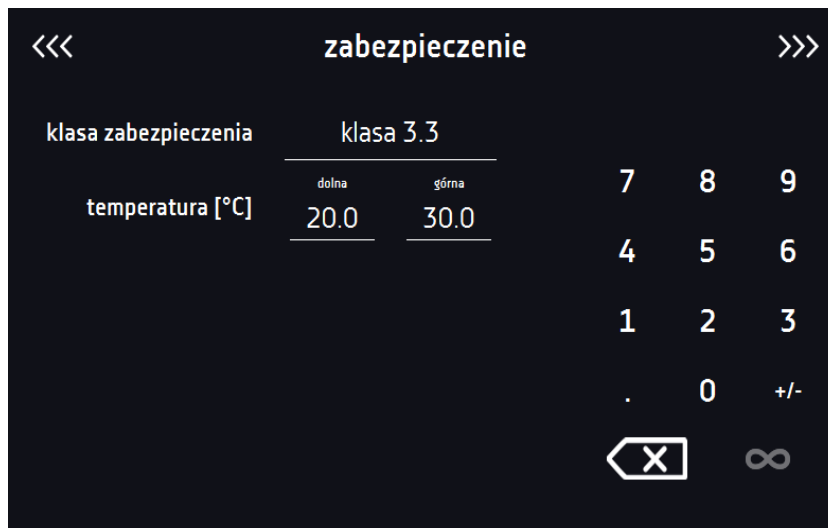 <<< zabezpieczenie >>>
klasa zabezpieczenia klasa 3.3
dolna górna
temperatura [°C] 20.0 30.0
7 8 9
4 5 6
1 2 3
. 0 +/-
X ∞